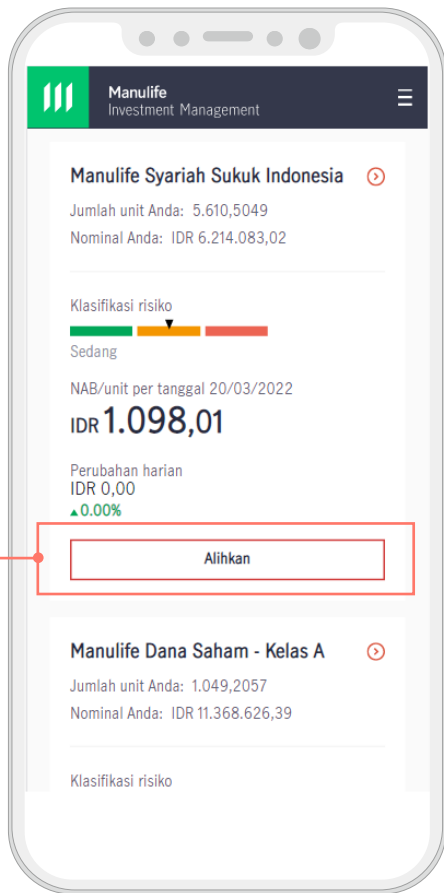 Manulife
Investment Management
Manulife Syariah Sukuk Indonesia
Jumlah unit Anda: 5.610,5049
Nominal Anda: IDR 6.214.083,02
Klasifikasi risiko
Sedang
NAB/unit per tanggal 20/03/2022
IDR 1.098,01
Perubahan harian
IDR 0,00
▲0.00%
Alihkan
Manulife Dana Saham - Kelas A
Jumlah unit Anda: 1.049,2057
Nominal Anda: IDR 11.368.626,39
Klasifikasi risiko